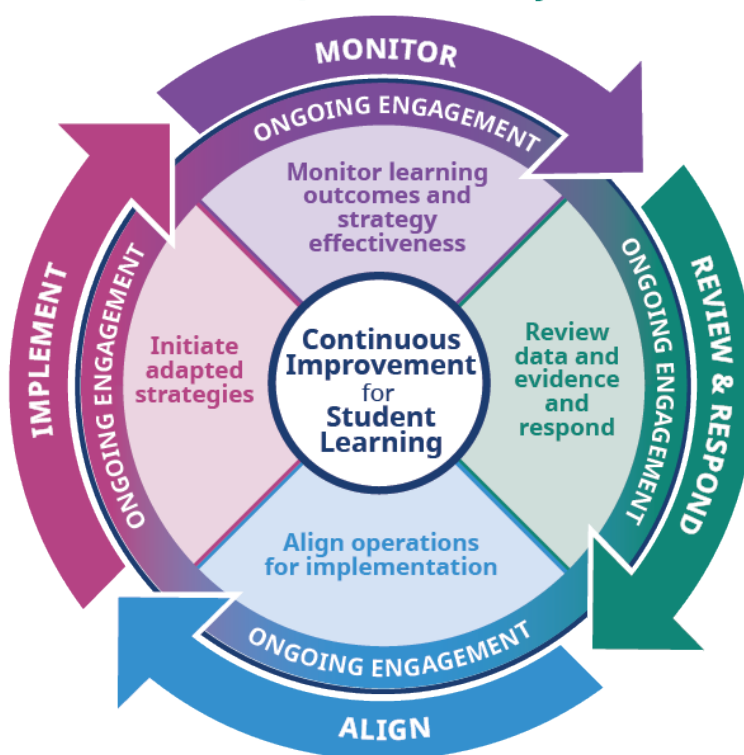 MONITOR
ONGOING ENGAGEMENT
Monitor learning
outcomes and
strategy
effectiveness
REVIEW & RESPOND
ONGOING ENGAGEMENT
Review
data and
evidence
and
respond
ALIGN
ONGOING ENGAGEMENT
Align operations
for implementation
IMPLEMENT
ONGOING ENGAGEMENT
Initiate
adapted
strategies
Continuous
Improvement
for
Student
Learning